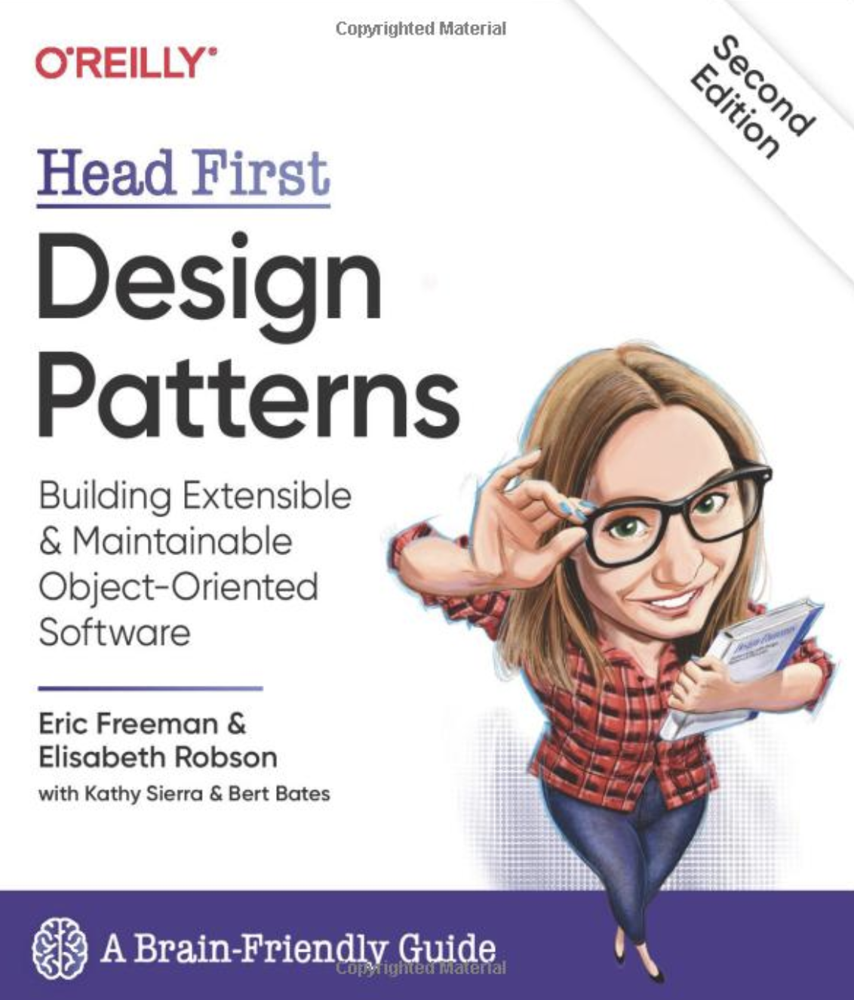 Copyrighted Material
O'REILLY®
Second
Edition
Head First
Design
Patterns
Building Extensible
& Maintainable
Object-Oriented
Software
Eric Freeman &
Elisabeth Robson
with Kathy Sierra & Bert Bates
A Brain-Friendly Guide
Copyrighted Material